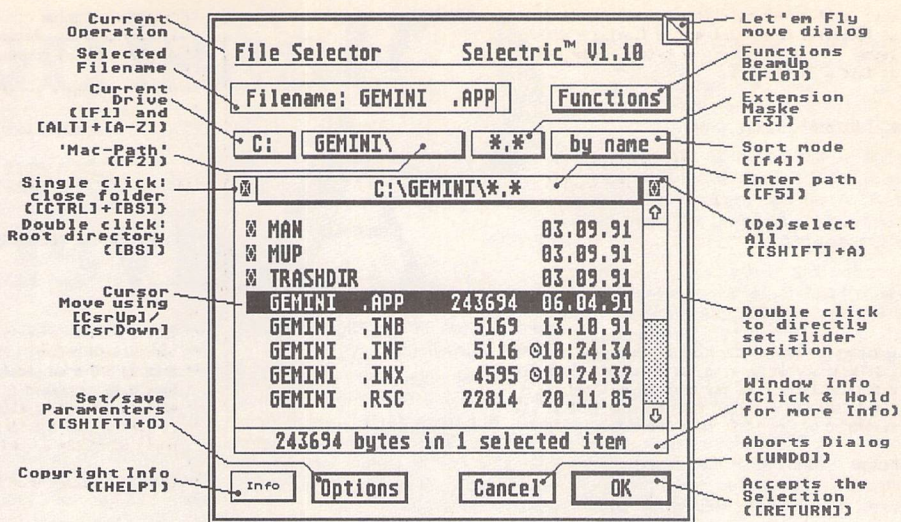 Current
Operation
Selected
Filename
Current
Drive
([F1] and
[ALT]+[A-Z])
'Mac-Path'
([F2])
Single click:
close folder
([CTRL]+[BS])
Double click:
Root directory
([BS])
Cursor
Move using
[CsrUp]/
[CsrDown]
Set/save
Paramenters
([SHIFT]+O)
Copyright Info
([HELP])
File Selector Selectric™ V1.10
Filename: GEMINI .APP Functions
C: GEMINI\ *.* by name
C:\GEMINI\*.*
MAN 03.09.91
MUP 03.09.91
TRASHDIR 03.09.91
GEMINI .APP 243694 06.04.91
GEMINI .INB 5169 13.10.91
GEMINI .INF 5116 10:24:34
GEMINI .INX 4595 10:24:32
GEMINI .RSC 22814 20.11.85
243694 bytes in 1 selected item
Info Options Cancel OK
Let'em Fly
move dialog
Functions
BeamUp
([F10])
Extension
Maske
[F3])
Sort mode
([f4])
Enter path
([F5])
(De)select
All
([SHIFT]+A)
Double click
to directly
set slider
position
Window Info
(Click & Hold
for more Info)
Aborts Dialog
([UNDO])
Accepts the
Selection
([RETURN])